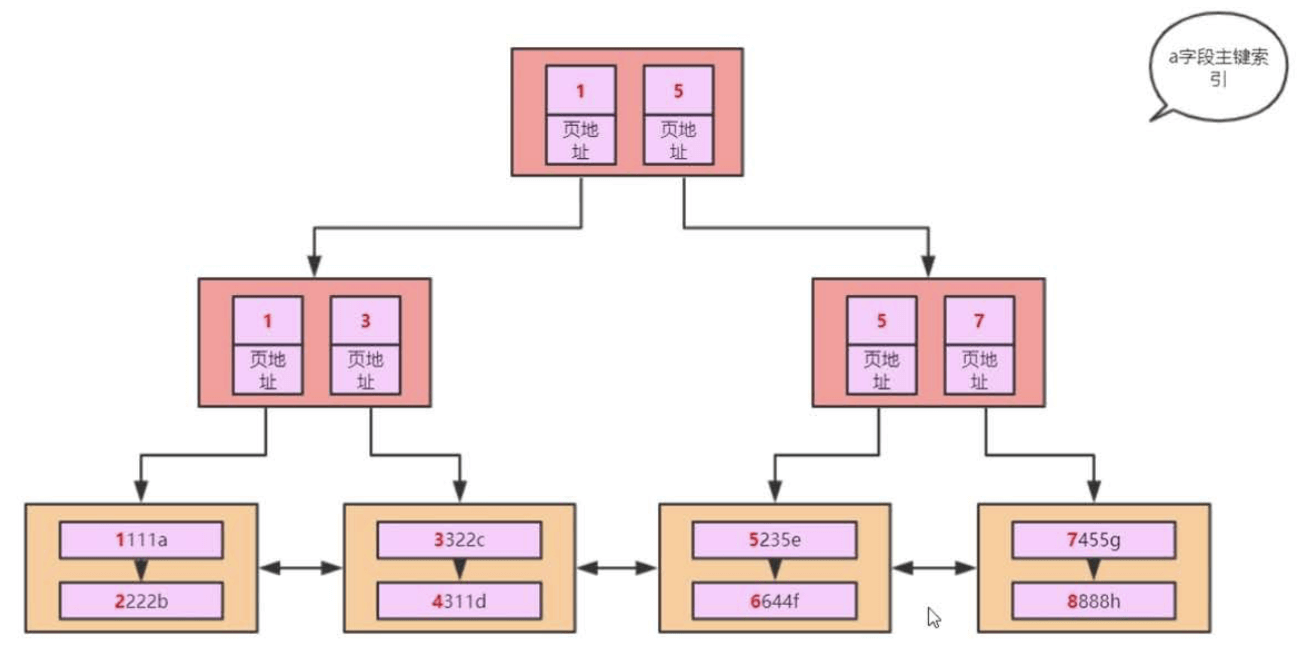 a字段主键索
引
1
5
页地
址
页地
址
1
3
5
7
页地
址
页地
址
页地
址
页地
址
1111a
3322c
5235e
7455g
2222b
4311d
6644f
8888h